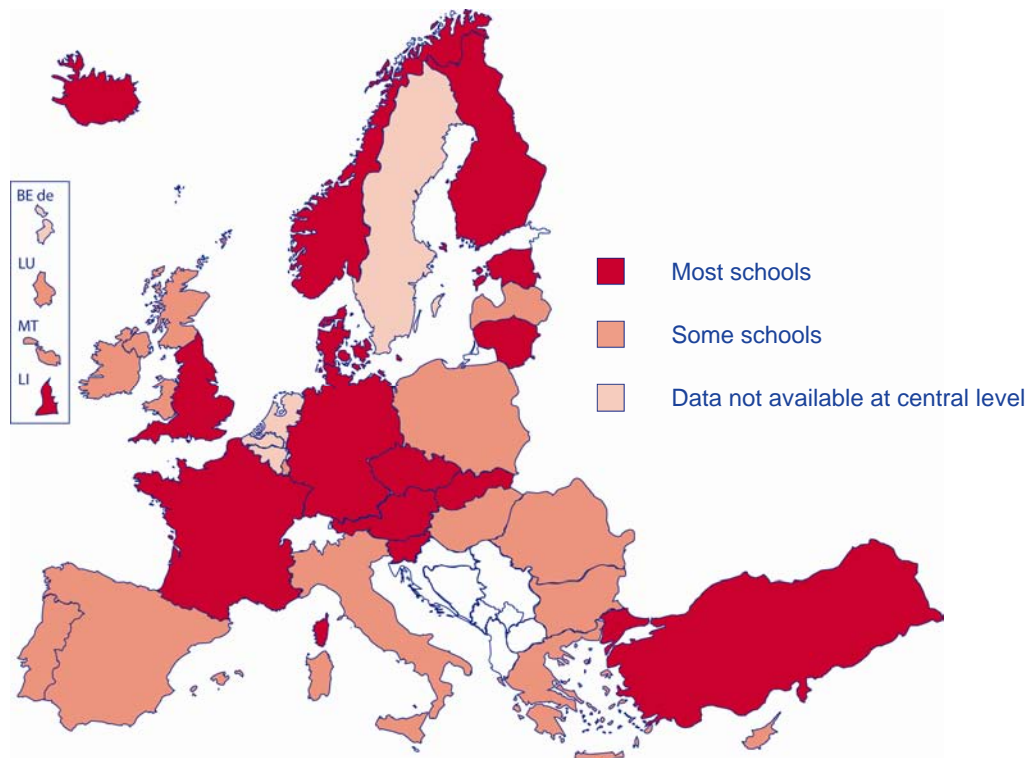 BE de
LU
MT
LI
Most schools
Some schools
Data not available at central level